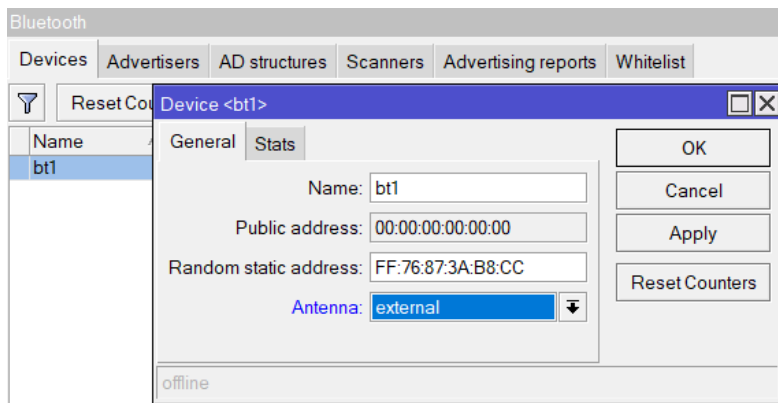 Bluetooth
Devices Advertisers AD structures Scanners Advertising reports Whitelist
Reset Cou
Device <bt1>
Name
bt1
General Stats
Name: bt1
Public address: 00:00:00:00:00:00
Random static address: FF:76:87:3A:B8:CC
Antenna: external
OK
Cancel
Apply
Reset Counters
offline